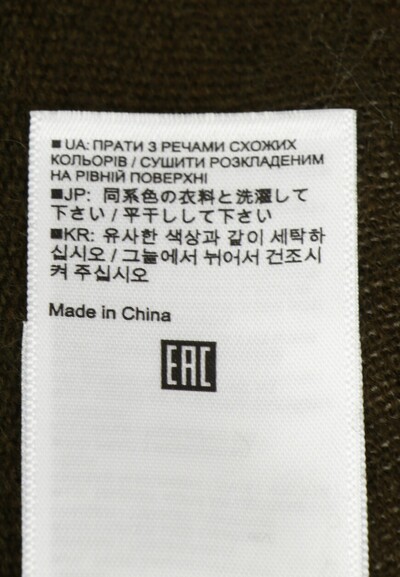 ■ UA: ПРАТИ З РЕЧАМИ СХОЖИХ
КОЛЬОРІВ / СУШИТИ РОЗКЛАДЕНИМ
НА РІВНІЙ ПОВЕРХНІ
■JP: 同系色の衣料と洗濯して
下さい / 平干しして下さい
■KR: 유사한 색상과 같이 세탁하
십시오 / 그늘에서 뉘어서 건조시
켜 주십시오
Made in China
EAC